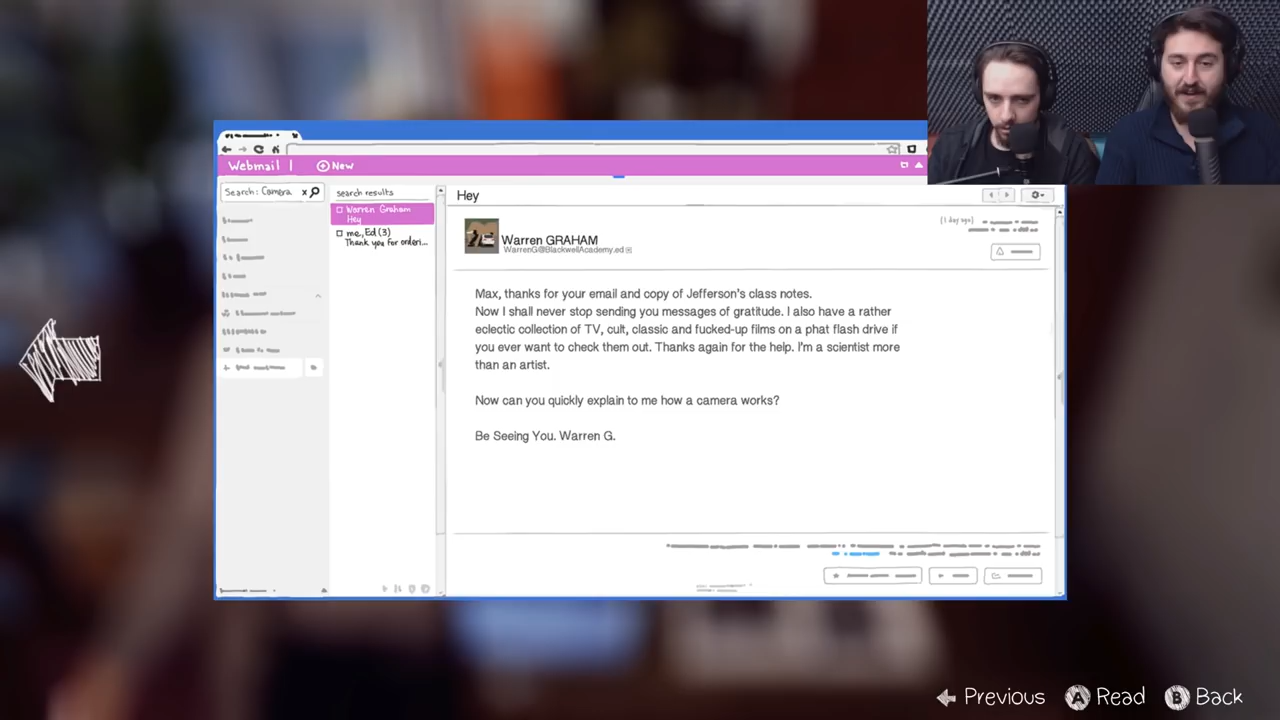 Webmail |
New
Search: Camera x
search results
Warren Graham
Hey
me, Ed (3)
Thank you for orderi...
Hey
Warren GRAHAM
WarrenG@BlackwellAcademy.ed
(1 day ago)
Max, thanks for your email and copy of Jefferson's class notes.
Now I shall never stop sending you messages of gratitude. I also have a rather
eclectic collection of TV, cult, classic and fucked-up films on a phat flash drive if
you ever want to check them out. Thanks again for the help. I'm a scientist more
than an artist.
Now can you quickly explain to me how a camera works?
Be Seeing You. Warren G.
Previous A Read B Back